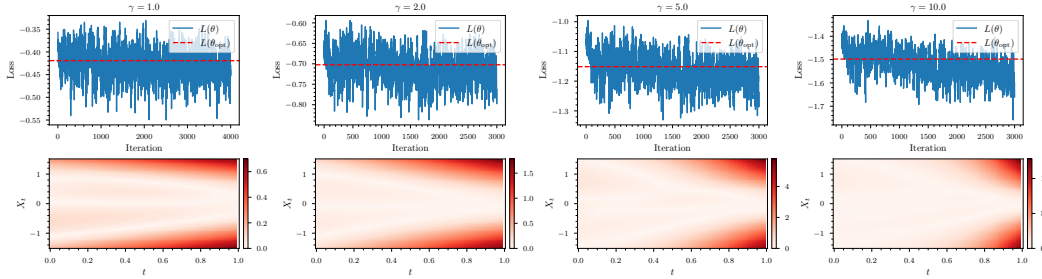 γ = 1.0
γ = 2.0
γ = 5.0
γ = 10.0
L(θ)
L(θopt)
L(θ)
L(θopt)
L(θ)
L(θopt)
L(θ)
L(θopt)
Loss
−0.35
−0.40
−0.45
−0.50
−0.55
0 1000 2000 3000 4000
Iteration
Loss
−0.60
−0.65
−0.70
−0.75
−0.80
0 500 1000 1500 2000 2500 3000
Iteration
Loss
−1.0
−1.1
−1.2
−1.3
0 500 1000 1500 2000 2500 3000
Iteration
Loss
−1.4
−1.5
−1.6
−1.7
0 500 1000 1500 2000 2500 3000
Iteration
Xt
1
0
−1
0.0 0.2 0.4 0.6 0.8 1.0
t
0.6
0.4
0.2
0.0
Xt
1
0
−1
0.0 0.2 0.4 0.6 0.8 1.0
t
1.5
1.0
0.5
0.0
Xt
1
0
−1
0.0 0.2 0.4 0.6 0.8 1.0
t
4
2
0
Xt
1
0
−1
0.0 0.2 0.4 0.6 0.8 1.0
t